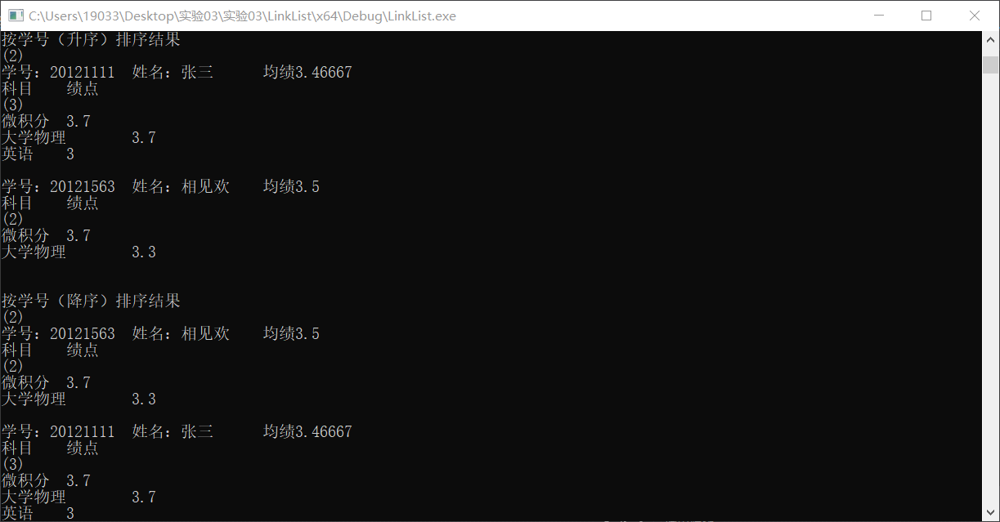 C:\Users\19033\Desktop\实验03\实验03\LinkList\x64\Debug\LinkList.exe
按学号（升序）排序结果
(2)
学号：20121111 姓名：张三 均绩3.46667
科目 绩点
(3)
微积分 3.7
大学物理 3.7
英语 3
学号：20121563 姓名：相见欢 均绩3.5
科目 绩点
(2)
微积分 3.7
大学物理 3.3
按学号（降序）排序结果
(2)
学号：20121563 姓名：相见欢 均绩3.5
科目 绩点
(2)
微积分 3.7
大学物理 3.3
学号：20121111 姓名：张三 均绩3.46667
科目 绩点
(3)
微积分 3.7
大学物理 3.7
英语 3